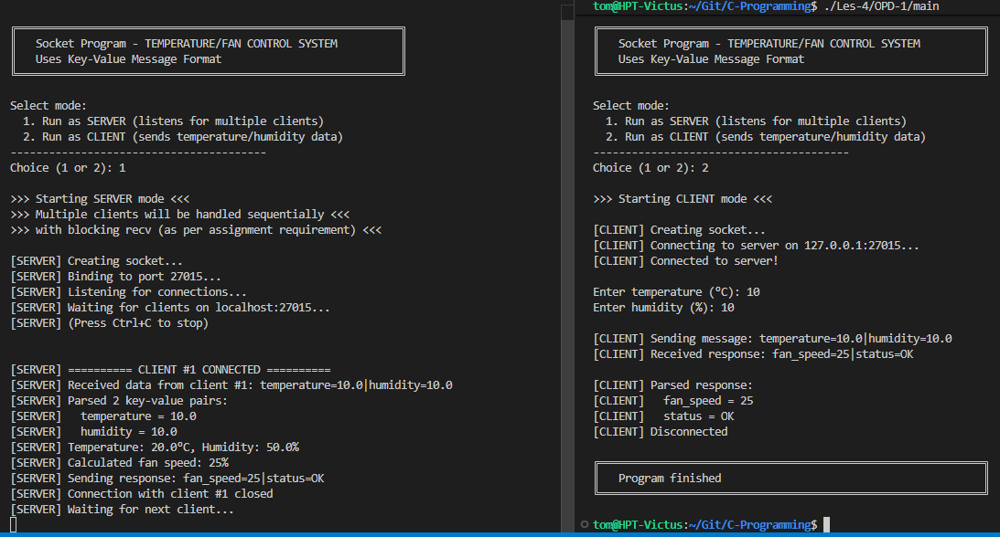 Socket Program - TEMPERATURE/FAN CONTROL SYSTEM
Uses Key-Value Message Format
Select mode:
1. Run as SERVER (listens for multiple clients)
2. Run as CLIENT (sends temperature/humidity data)
----------------------------------------
Choice (1 or 2): 1
>>> Starting SERVER mode <<<
>>> Multiple clients will be handled sequentially <<<
>>> with blocking recv (as per assignment requirement) <<<
[SERVER] Creating socket...
[SERVER] Binding to port 27015...
[SERVER] Listening for connections...
[SERVER] Waiting for clients on localhost:27015...
[SERVER] (Press Ctrl+C to stop)
[SERVER] ========== CLIENT #1 CONNECTED ==========
[SERVER] Received data from client #1: temperature=10.0|humidity=10.0
[SERVER] Parsed 2 key-value pairs:
[SERVER]   temperature = 10.0
[SERVER]   humidity = 10.0
[SERVER] Temperature: 20.0°C, Humidity: 50.0%
[SERVER] Calculated fan speed: 25%
[SERVER] Sending response: fan_speed=25|status=OK
[SERVER] Connection with client #1 closed
[SERVER] Waiting for next client...
tom@HPT-Victus:~/Git/C-Programming$ ./Les-4/OPD-1/main
Socket Program - TEMPERATURE/FAN CONTROL SYSTEM
Uses Key-Value Message Format
Select mode:
1. Run as SERVER (listens for multiple clients)
2. Run as CLIENT (sends temperature/humidity data)
----------------------------------------
Choice (1 or 2): 2
>>> Starting CLIENT mode <<<
[CLIENT] Creating socket...
[CLIENT] Connecting to server on 127.0.0.1:27015...
[CLIENT] Connected to server!
Enter temperature (°C): 10
Enter humidity (%): 10
[CLIENT] Sending message: temperature=10.0|humidity=10.0
[CLIENT] Received response: fan_speed=25|status=OK
[CLIENT] Parsed response:
[CLIENT]   fan_speed = 25
[CLIENT]   status = OK
[CLIENT] Disconnected
Program finished
tom@HPT-Victus:~/Git/C-Programming$